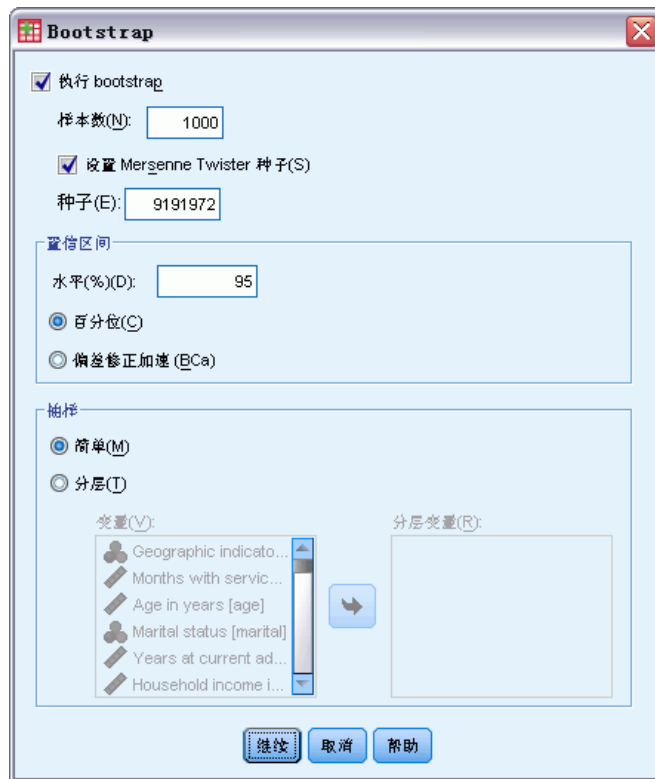 Bootstrap
执行 bootstrap
样本数(N): 1000
设置 Mersenne Twister 种子(S)
种子(E): 9191972
置信区间
水平(%)(D): 95
百分位(C)
偏差修正加速 (BCa)
抽样
简单(M)
分层(T)
变量(V): 分层变量(R):
Geographic indicato...
Months with servic...
Age in years [age]
Marital status [marital]
Years at current ad...
Household income i...
继续 取消 帮助